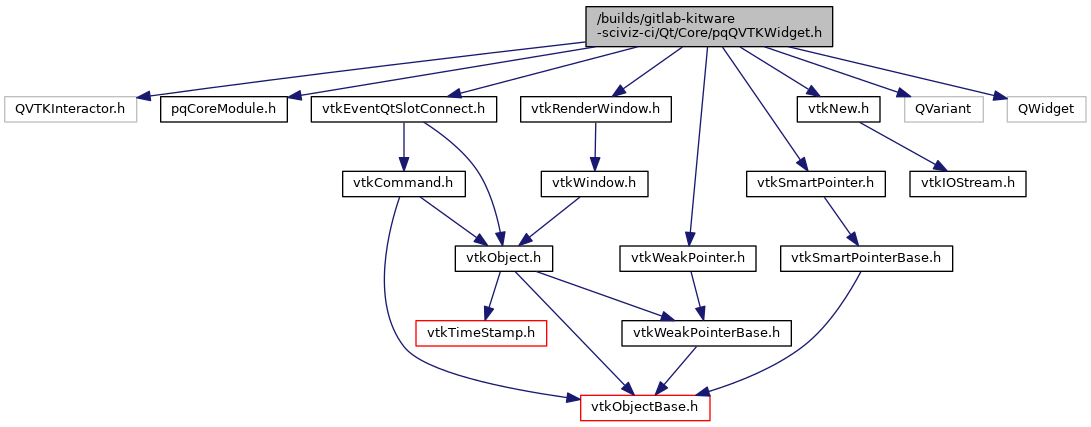 /builds/gitlab-kitware
-sciviz-ci/Qt/Core/pqQVTKWidget.h
QVTKInteractor.h
pqCoreModule.h
vtkEventQtSlotConnect.h
vtkRenderWindow.h
vtkNew.h
QVariant
QWidget
vtkCommand.h
vtkWindow.h
vtkSmartPointer.h
vtkIOStream.h
vtkObject.h
vtkWeakPointer.h
vtkSmartPointerBase.h
vtkTimeStamp.h
vtkWeakPointerBase.h
vtkObjectBase.h